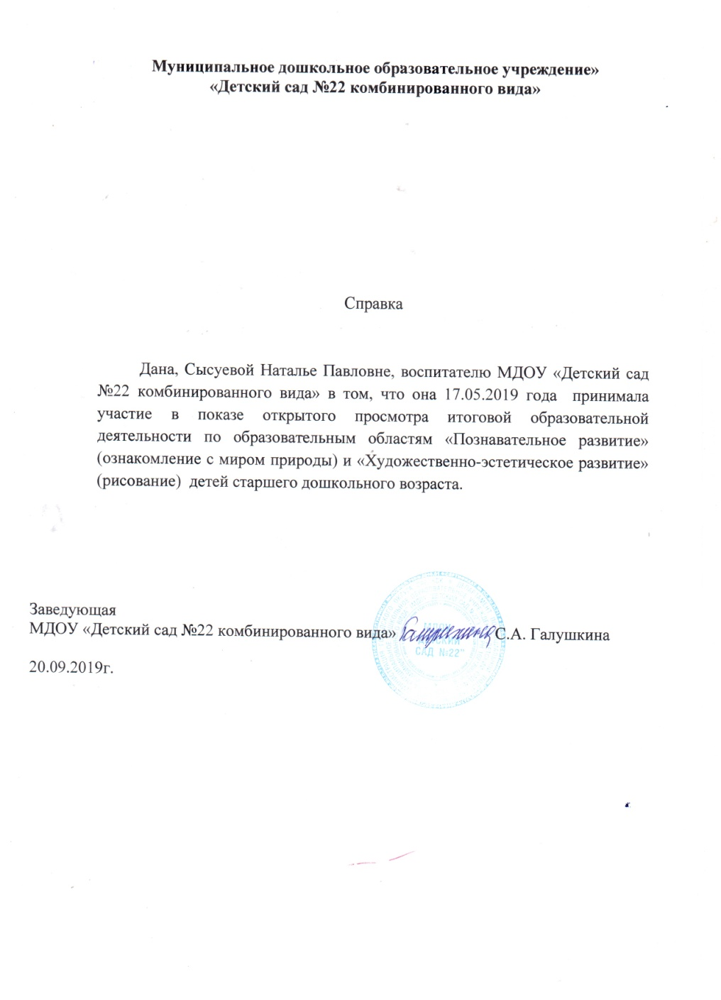 Муниципальное дошкольное образовательное учреждение»
«Детский сад №22 комбинированного вида»
Справка
Дана, Сысуевой Наталье Павловне, воспитателю МДОУ «Детский сад
№22 комбинированного вида» в том, что она 17.05.2019 года принимала
участие в показе открытого просмотра итоговой образовательной
деятельности по образовательным областям «Познавательное развитие»
(ознакомление с миром природы) и «Художественно-эстетическое развитие»
(рисование) детей старшего дошкольного возраста.
Заведующая
МДОУ «Детский сад №22 комбинированного вида» С.А. Галушкина
САД №22"
20.09.2019г.